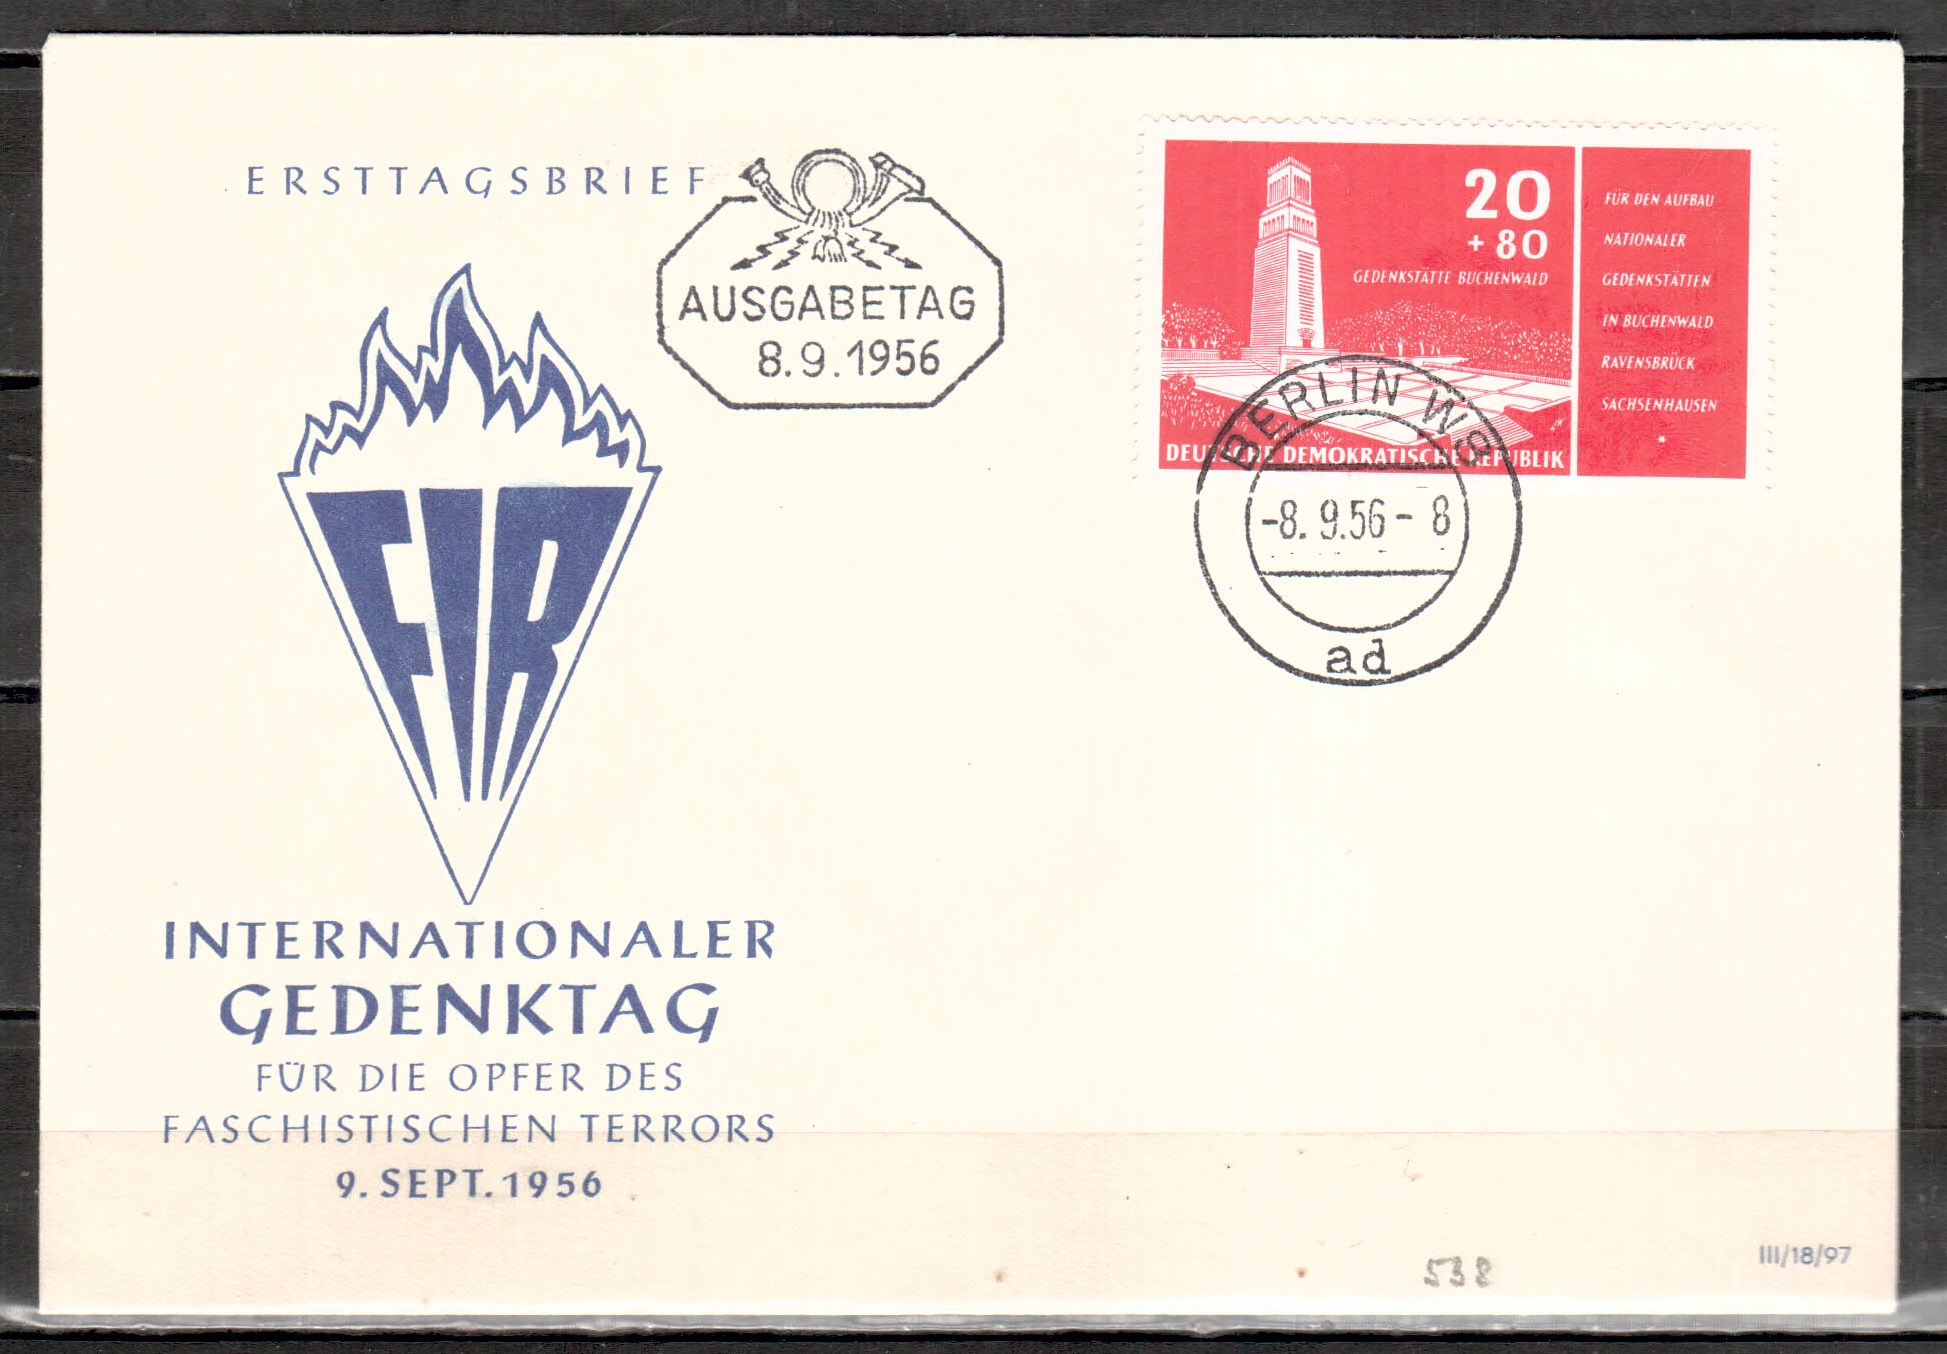 ERSTTAGSBRIEF
AUSGABETAG
8.9.1956
20
+ 80
GEDENKSTÄTTE BUCHENWALD
DEUTSCHE DEMOKRATISCHE REPUBLIK
FÜR DEN AUFBAU
NATIONALER
GEDENKSTÄTTEN
IN BUCHENWALD
RAVENSBRÜCK
SACHSENHAUSEN
*
BERLIN W8
-8. 9.56- 8
ad
FIR
INTERNATIONALER
GEDENKTAG
FÜR DIE OPFER DES
FASCHISTISCHEN TERRORS
9. SEPT. 1956
538
III/18/97